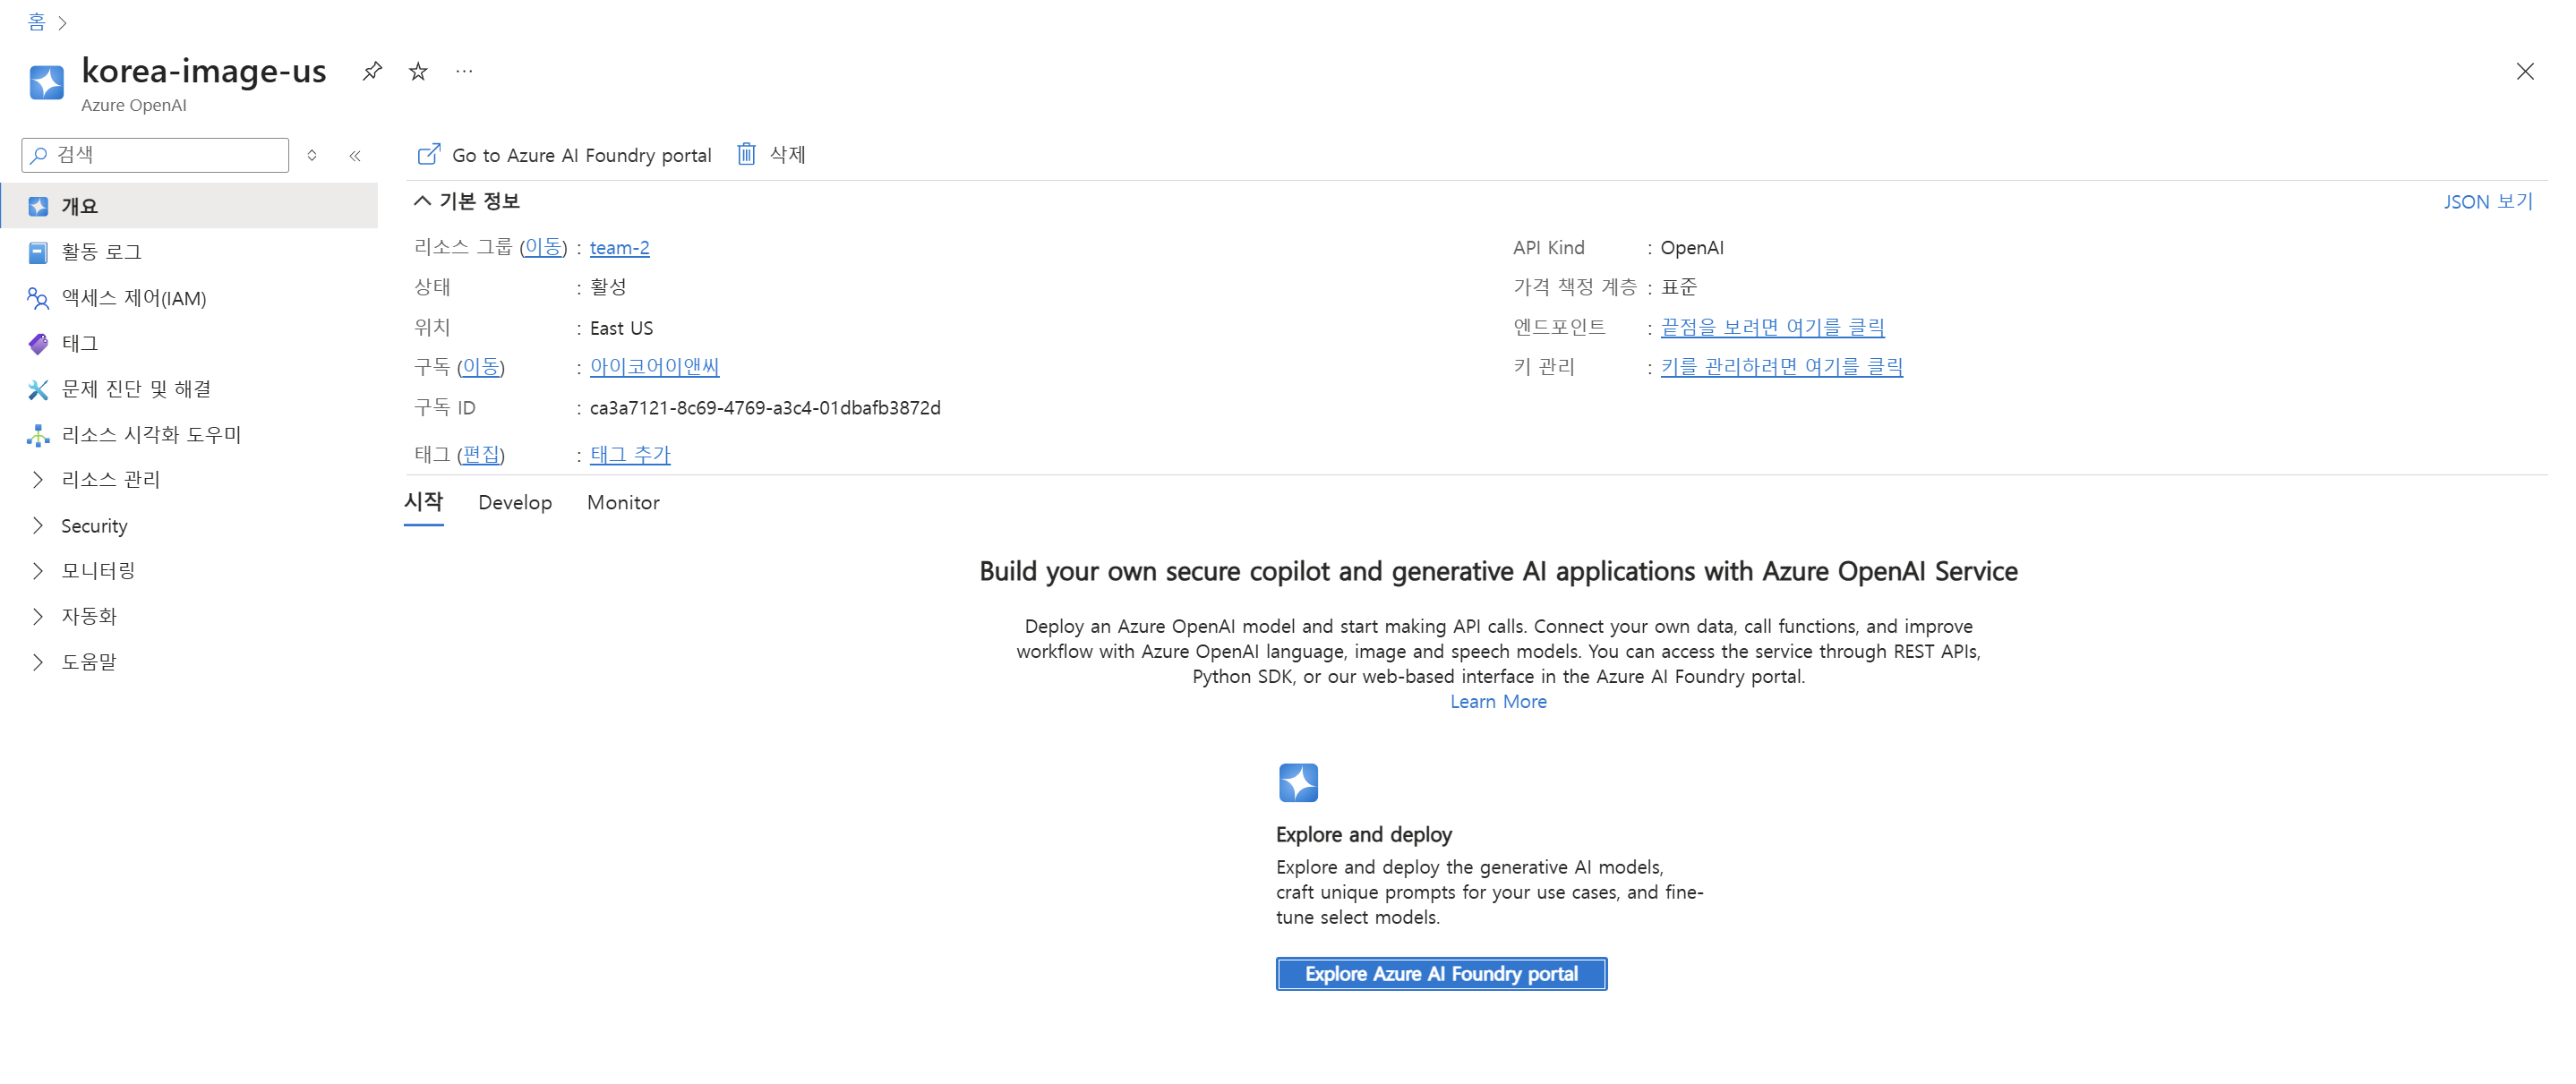 홈
korea-image-us
Azure OpenAI
검색
Go to Azure AI Foundry portal
삭제
개요
활동 로그
액세스 제어(IAM)
태그
문제 진단 및 해결
리소스 시각화 도우미
리소스 관리
Security
모니터링
자동화
도움말
기본 정보
JSON 보기
리소스 그룹 (이동) : team-2
상태 : 활성
위치 : East US
구독 (이동) : 아이코어이앤씨
구독 ID : ca3a7121-8c69-4769-a3c4-01dbafb3872d
태그 (편집) : 태그 추가
API Kind : OpenAI
가격 책정 계층 : 표준
엔드포인트 : 끝점을 보려면 여기를 클릭
키 관리 : 키를 관리하려면 여기를 클릭
시작 Develop Monitor
Build your own secure copilot and generative AI applications with Azure OpenAI Service
Deploy an Azure OpenAI model and start making API calls. Connect your own data, call functions, and improve
workflow with Azure OpenAI language, image and speech models. You can access the service through REST APIs,
Python SDK, or our web-based interface in the Azure AI Foundry portal.
Learn More
Explore and deploy
Explore and deploy the generative AI models,
craft unique prompts for your use cases, and fine-
tune select models.
Explore Azure AI Foundry portal